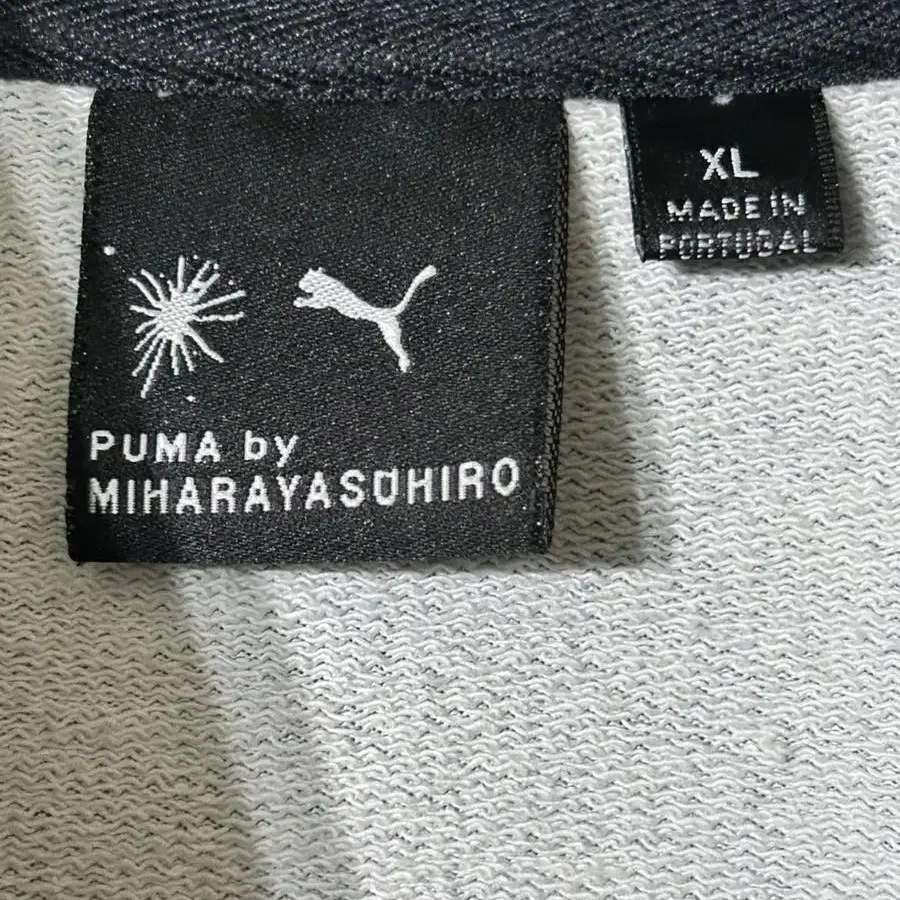 PUMA by
MIHARAYASUHIRO
XL
MADE IN
PORTUGAL